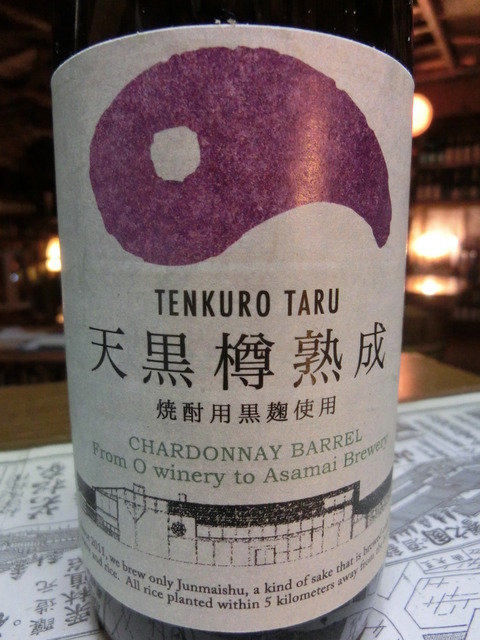 TENKURO TARU
天黒樽熟成
焼酎用黒麹使用
CHARDONNAY BARREL
From O winery to Asamai Brewery
2011, we brew only Junmaishu, a kind of sake that is
and rice. All rice planted within 5 kilometers away